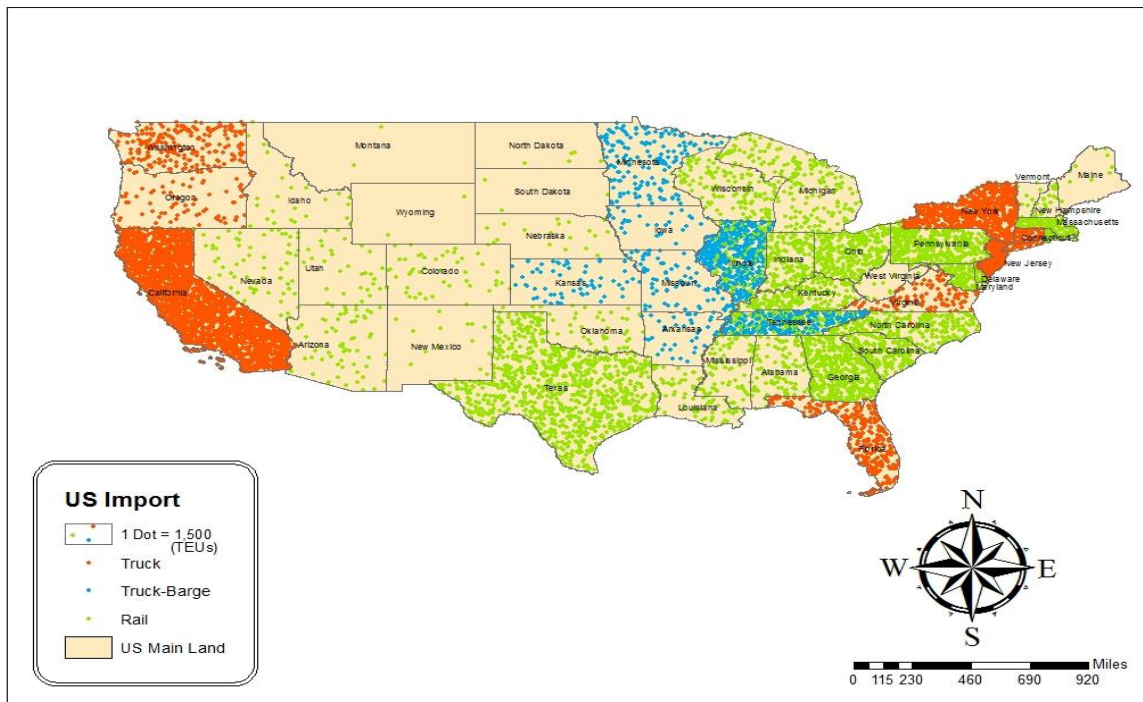 Washington
Montana
North Dakota
Minnesota
Vermont
Maine
Oregon
Idaho
South Dakota
Wisconsin
Michigan
New York
New Hampshire
Wyoming
Massachusetts
Iowa
Connecticut
Nebraska
Pennsylvania
Nevada
Utah
Colorado
Illinois
Indiana
Ohio
New Jersey
California
Kansas
Missouri
West Virginia
Delaware
Maryland
Kentucky
Virginia
Arizona
New Mexico
Oklahoma
Arkansas
Tennessee
North Carolina
South Carolina
Texas
Mississippi
Alabama
Georgia
Louisiana
Florida
US Import
1 Dot = 1,500
(TEUs)
Truck
Truck-Barge
Rail
US Main Land
N
W E
S
Miles
0 115 230 460 690 920